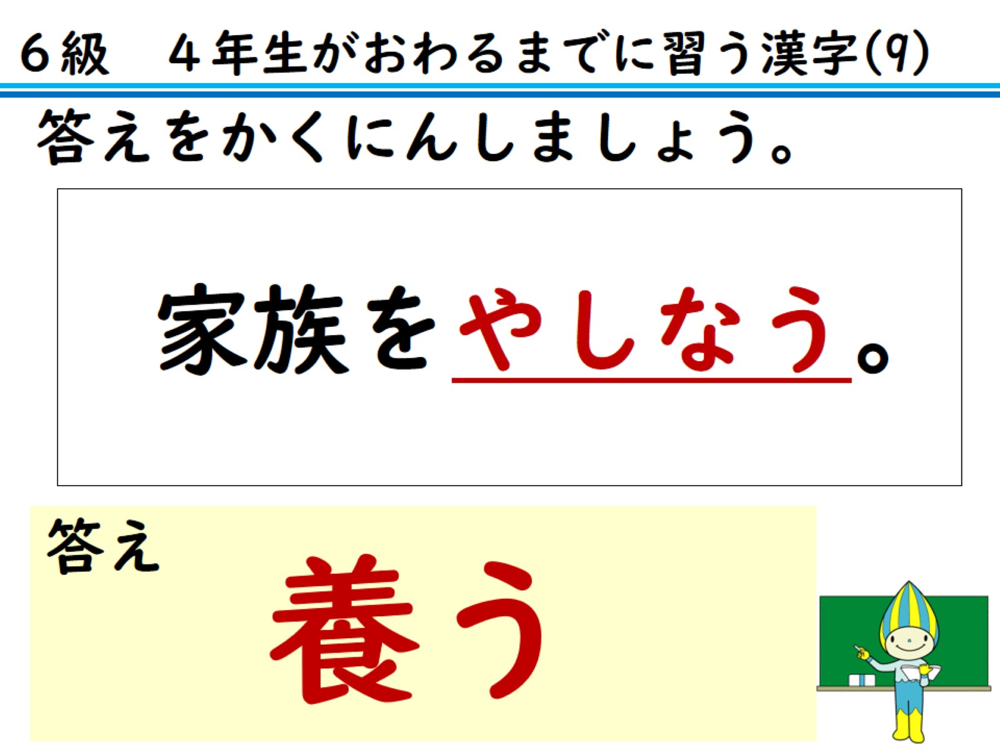 ６級　４年生がおわるまでに習う漢字(9)
答えをかくにんしましょう。
家族をやしなう。
答え
養う